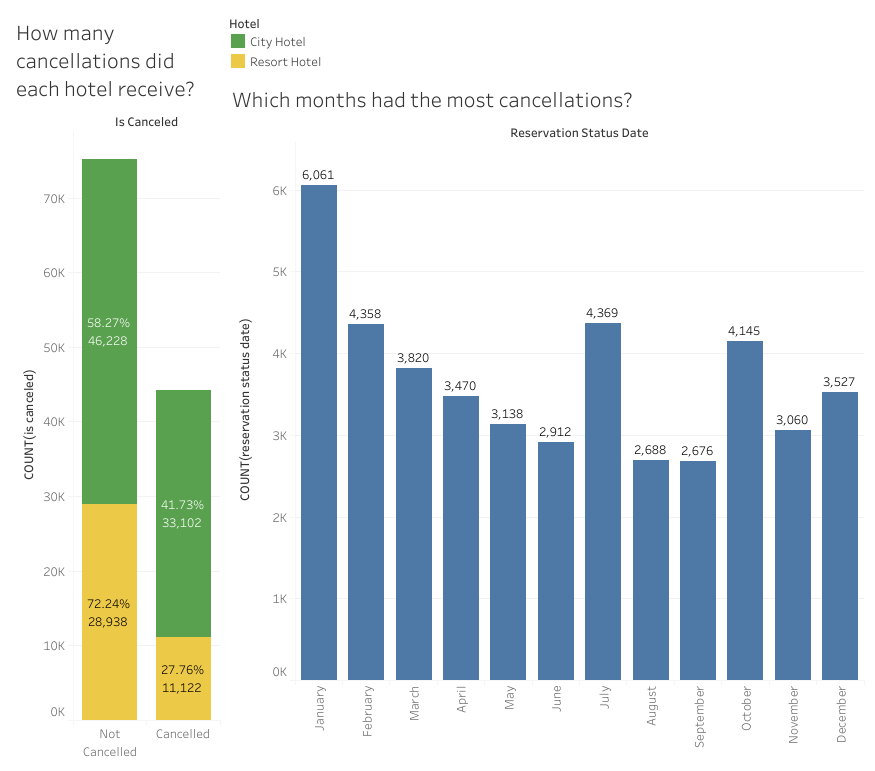 How many
cancellations did
each hotel receive?
Hotel
City Hotel
Resort Hotel
Which months had the most cancellations?
Is Canceled
COUNT(is canceled)
70K
60K
50K
40K
30K
20K
10K
0K
58.27%
46,228
72.24%
28,938
41.73%
33,102
27.76%
11,122
Not
Cancelled
Cancelled
Reservation Status Date
COUNT(reservation status date)
6K
5K
4K
3K
2K
1K
0K
6,061
4,358
3,820
3,470
3,138
2,912
4,369
2,688
2,676
4,145
3,060
3,527
January
February
March
April
May
June
July
August
September
October
November
December